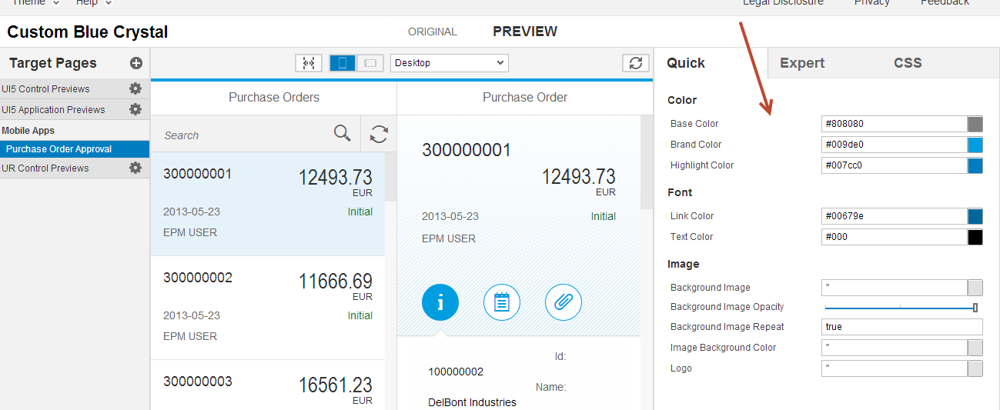 Theme Help Legal Disclosure Privacy Feedback
Custom Blue Crystal ORIGINAL PREVIEW
Target Pages
UI5 Control Previews
UI5 Application Previews
Mobile Apps
Purchase Order Approval
UR Control Previews
Desktop
Purchase Orders
Search
300000001 12493.73
EUR
2013-05-23 Initial
EPM USER
300000002 11666.69
EUR
2013-05-23 Initial
EPM USER
300000003 16561.23
EUR
Purchase Order
300000001
12493.73
EUR
2013-05-23 Initial
EPM USER
i
Id:
100000002
Name:
DelBont Industries
Quick Expert CSS
Color
Base Color #808080
Brand Color #009de0
Highlight Color #007cc0
Font
Link Color #00679e
Text Color #000
Image
Background Image ''
Background Image Opacity
Background Image Repeat true
Image Background Color ''
Logo ''